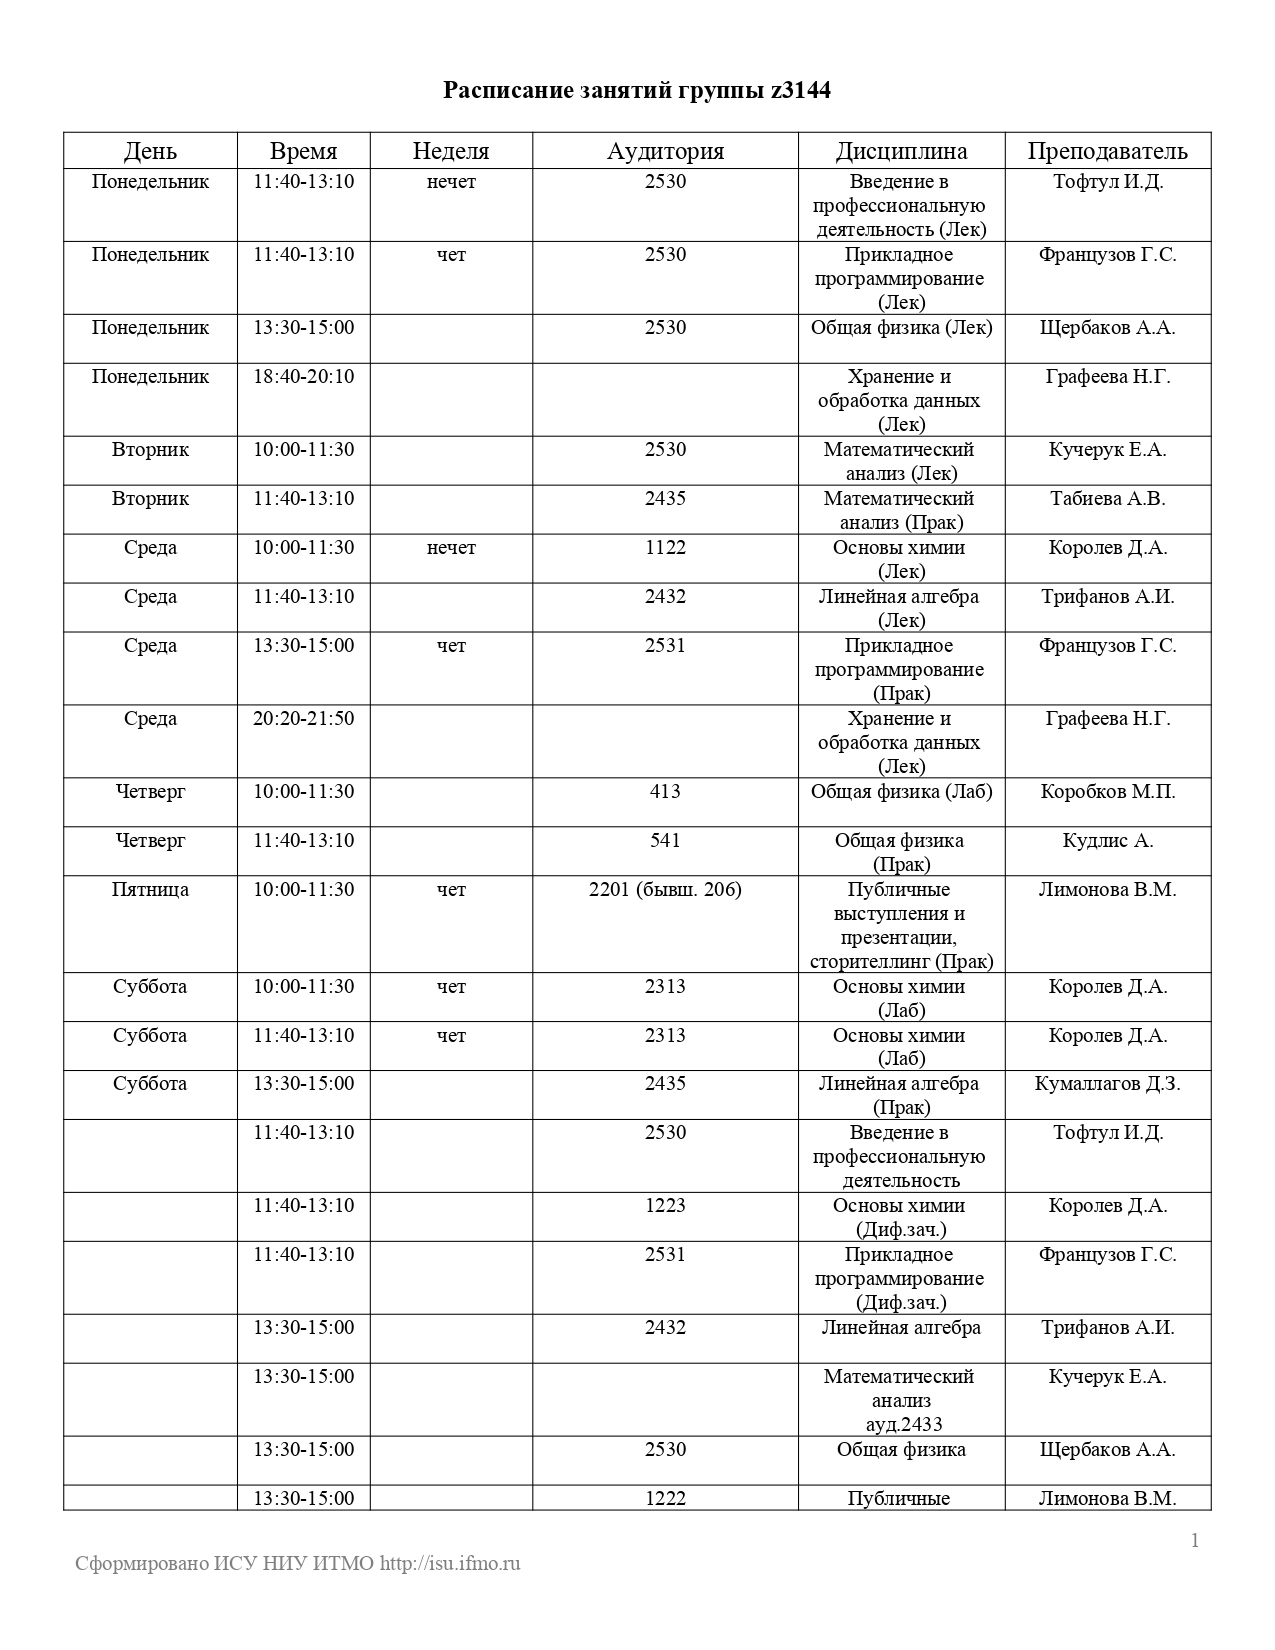 Расписание занятий группы z3144
День Время Неделя Аудитория Дисциплина Преподаватель
Понедельник 11:40-13:10 нечет 2530 Введение в Тофтул И.Д.
профессиональную
деятельность (Лек)
Понедельник 11:40-13:10 чет 2530 Прикладное Французов Г.С.
программирование
(Лек)
Понедельник 13:30-15:00 2530 Общая физика (Лек) Щербаков А.А.
Понедельник 18:40-20:10 Хранение и Графеева Н.Г.
обработка данных
(Лек)
Вторник 10:00-11:30 2530 Математический Кучерук Е.А.
анализ (Лек)
Вторник 11:40-13:10 2435 Математический Табиева А.В.
анализ (Прак)
Среда 10:00-11:30 нечет 1122 Основы химии Королев Д.А.
(Лек)
Среда 11:40-13:10 2432 Линейная алгебра Трифанов А.И.
(Лек)
Среда 13:30-15:00 чет 2531 Прикладное Французов Г.С.
программирование
(Прак)
Среда 20:20-21:50 Хранение и Графеева Н.Г.
обработка данных
(Лек)
Четверг 10:00-11:30 413 Общая физика (Лаб) Коробков М.П.
Четверг 11:40-13:10 541 Общая физика Кудлис А.
(Прак)
Пятница 10:00-11:30 чет 2201 (бывш. 206) Публичные Лимонова В.М.
выступления и
презентации,
сторителлинг (Прак)
Суббота 10:00-11:30 чет 2313 Основы химии Королев Д.А.
(Лаб)
Суббота 11:40-13:10 чет 2313 Основы химии Королев Д.А.
(Лаб)
Суббота 13:30-15:00 2435 Линейная алгебра Кумаллагов Д.З.
(Прак)
11:40-13:10 2530 Введение в Тофтул И.Д.
профессиональную
деятельность
11:40-13:10 1223 Основы химии Королев Д.А.
(Диф.зач.)
11:40-13:10 2531 Прикладное Французов Г.С.
программирование
(Диф.зач.)
13:30-15:00 2432 Линейная алгебра Трифанов А.И.
13:30-15:00 Математический Кучерук Е.А.
анализ
ауд.2433
13:30-15:00 2530 Общая физика Щербаков А.А.
13:30-15:00 1222 Публичные Лимонова В.М.
1
Сформировано ИСУ НИУ ИТМО http://isu.ifmo.ru